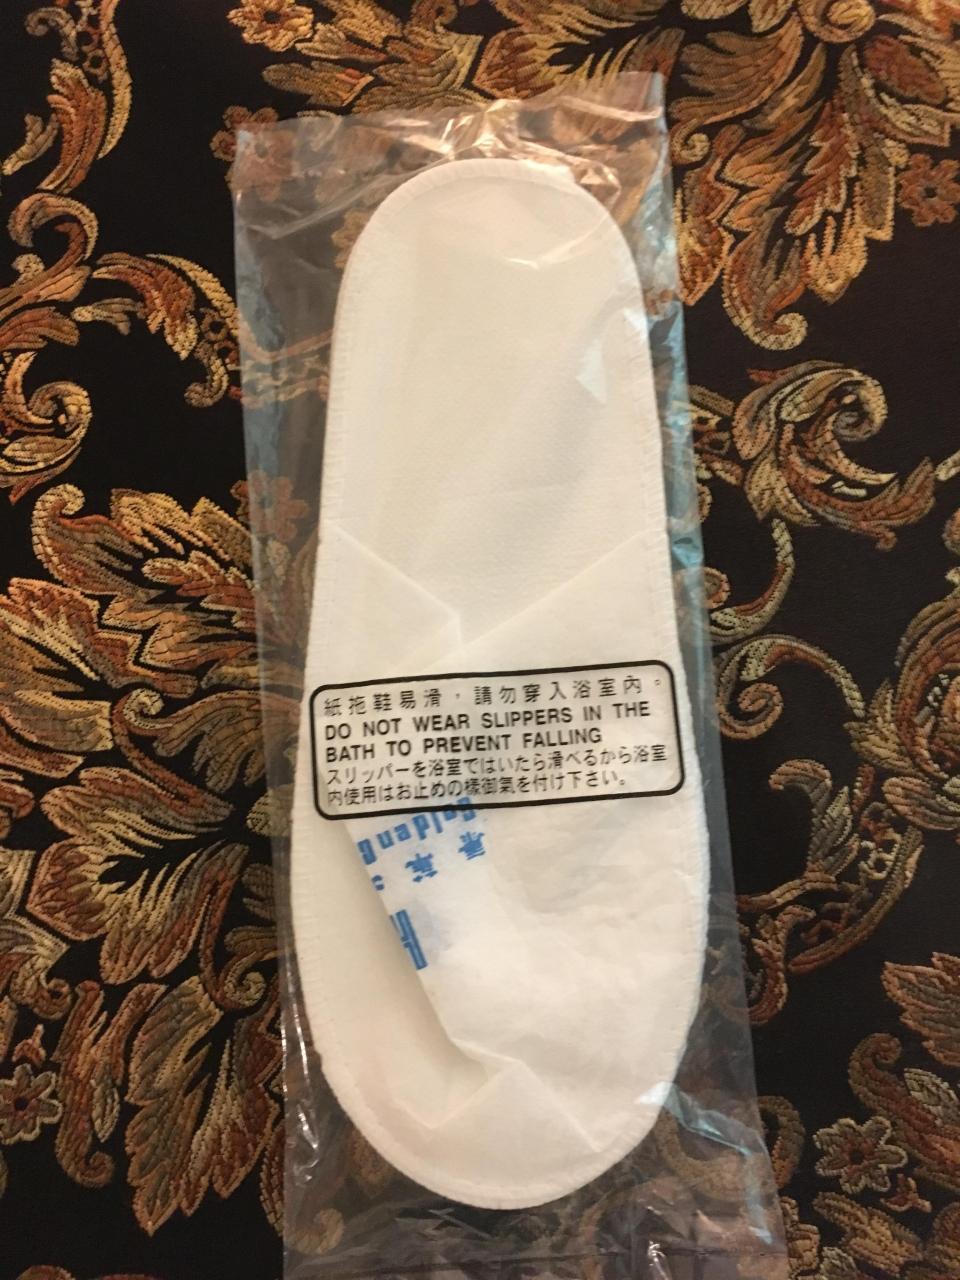 紙拖鞋易滑，請勿穿入浴室內。
DO NOT WEAR SLIPPERS IN THE
BATH TO PREVENT FALLING
スリッパーを浴室ではいたら滑べるから浴室
内使用はお止めの樣御氣を付け下さい。